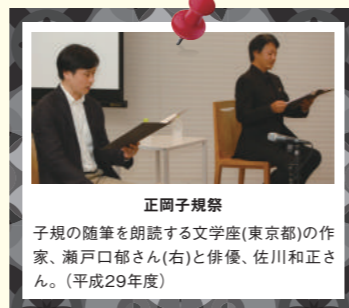 正岡子規祭
子規の随筆を朗読する文学座(東京都)の作
家、瀬戸口郁さん(右)と俳優、佐川和正さ
ん。（平成29年度）